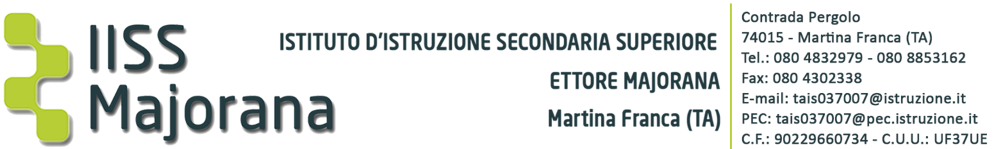 IISS
Majorana
ISTITUTO D'ISTRUZIONE SECONDARIA SUPERIORE
ETTORE MAJORANA
Martina Franca (TA)
Contrada Pergolo
74015 - Martina Franca (TA)
Tel.: 080 4832979 - 080 8853162
Fax: 080 4302338
E-mail: tais037007@istruzione.it
PEC: tais037007@pec.istruzione.it
C.F.: 90229660734 - C.U.U.: UF37UE